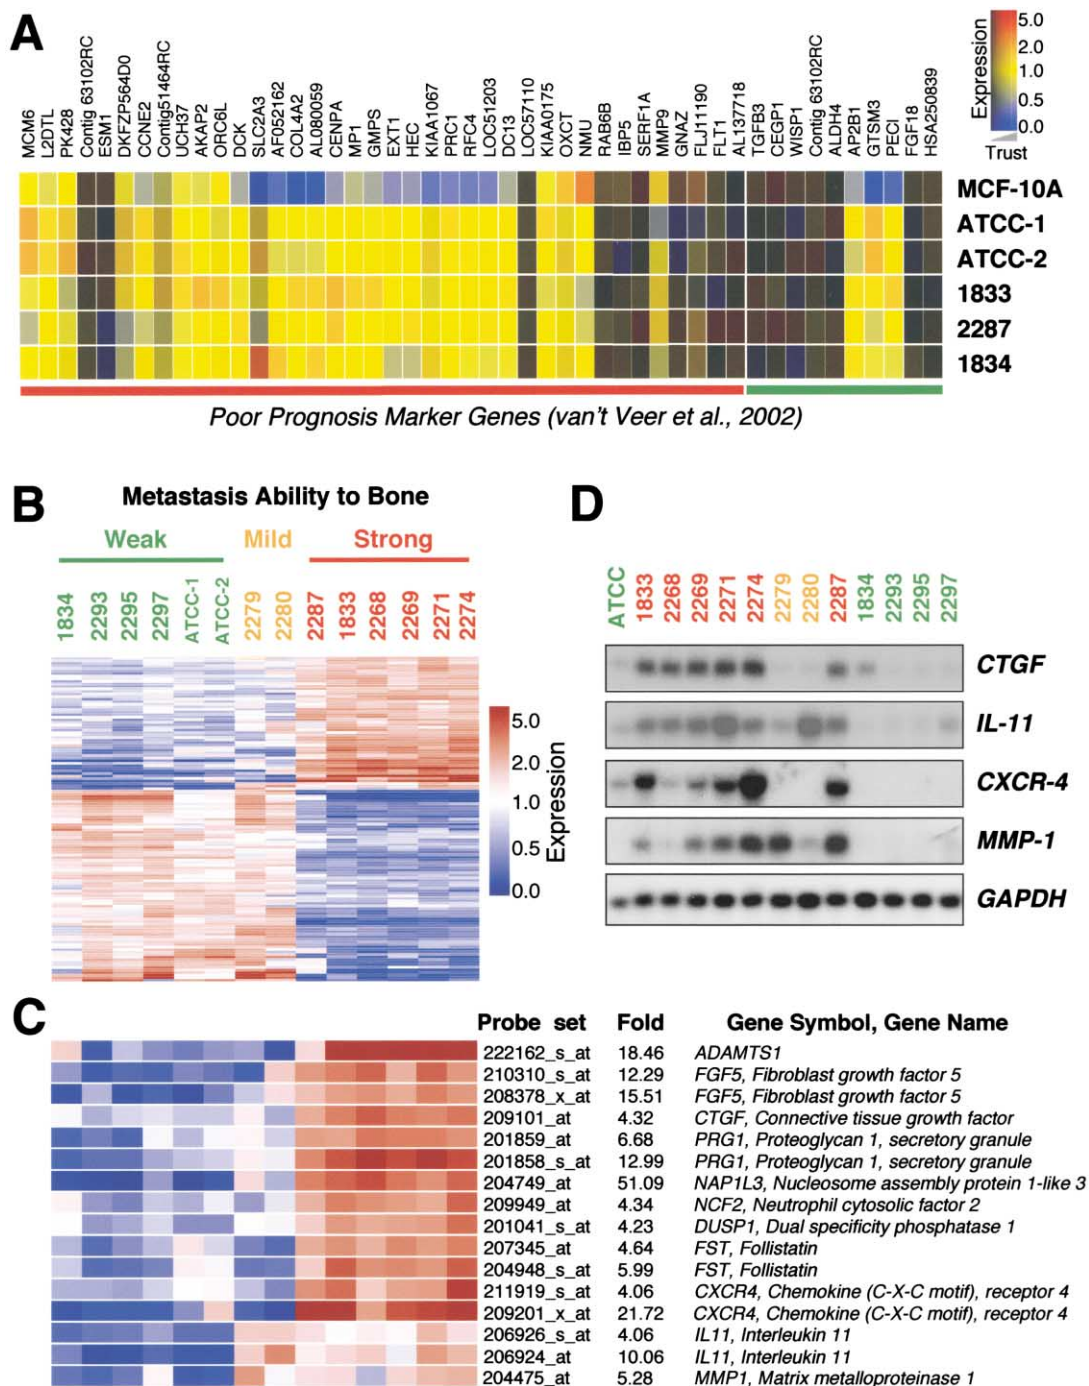 A
MCM6
L2DTL
PK428
Contig 63102RC
ESM1
DKFZP564D0
CCNE2
Contig51464RC
UCH37
AKAP2
ORC6L
DCK
SLC2A3
AF052162
COL4A2
AL080059
CENPA
MP1
GMPS
EXT1
HEC
KIAA1067
PRC1
RFC4
LOC51203
DC13
LOC57110
KIAA0175
OXCT
NMU
RAB6B
IBP5
SERF1A
MMP9
GNAZ
FLJ11190
FLT1
AL137718
TGFB3
CEGP1
WISP1
Contig 63102RC
ALDH4
AP2B1
GTSM3
PECI
FGF18
HSA250839
Expression
5.0
1.0
1.0
0.0
Trust
MCF-10A
ATCC-1
ATCC-2
1833
2287
1834
Poor Prognosis Marker Genes (van't Veer et al., 2002)
B
Metastasis Ability to Bone
Weak Mild Strong
1834
2293
2295
2297
ATCC-1
ATCC-2
2279
2280
2287
1833
2268
2269
2271
2274
5.0
2.0
1.0
0.5
0.0
Expression
D
ATCC
1833
2268
2269
2271
2274
2279
2280
2287
1834
2293
2295
2297
CTGF
IL-11
CXCR-4
MMP-1
GAPDH
C
Probe set Fold Gene Symbol, Gene Name
222162_s_at 18.46 ADAMTS1
210310_s_at 12.29 FGF5, Fibroblast growth factor 5
208378_x_at 15.51 FGF5, Fibroblast growth factor 5
209101_at 4.32 CTGF, Connective tissue growth factor
201859_at 6.68 PRG1, Proteoglycan 1, secretory granule
201858_s_at 12.99 PRG1, Proteoglycan 1, secretory granule
204749_at 51.09 NAP1L3, Nucleosome assembly protein 1-like 3
209949_at 4.34 NCF2, Neutrophil cytosolic factor 2
201041_s_at 4.23 DUSP1, Dual specificity phosphatase 1
207345_at 4.64 FST, Follistatin
204948_s_at 5.99 FST, Follistatin
211919_s_at 4.06 CXCR4, Chemokine (C-X-C motif), receptor 4
209201_x_at 21.72 CXCR4, Chemokine (C-X-C motif), receptor 4
206926_s_at 4.06 IL11, Interleukin 11
206924_at 10.06 IL11, Interleukin 11
204475_at 5.28 MMP1, Matrix metalloproteinase 1